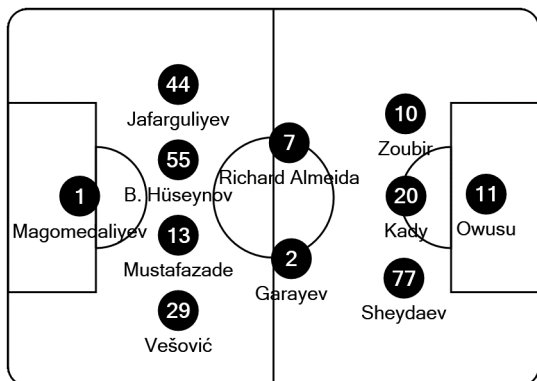 44
Jafarguliyev
55
B. Hüseynov
1
Magomedaliyev
13
Mustafazade
29
Vešović
7
Richard Almeida
2
Garayev
10
Zoubir
20
Kady
77
Sheydaev
11
Owusu